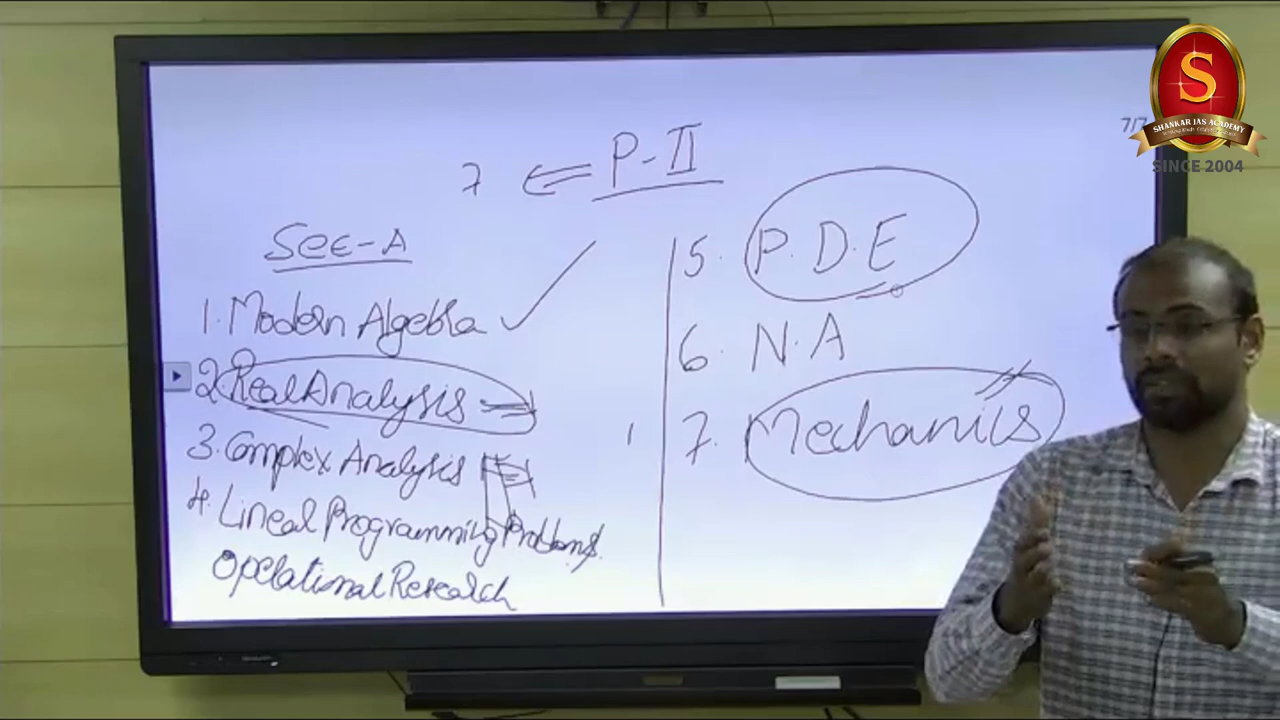 7 ⇐ P-II
Sec-A
1. Modern Algebra ✓
2. Real Analysis
3. Complex Analysis
4. Linear Programming Problems.
Operational Research
5. P.D.E
6. N.A
7. Mechanics
7/7
S
SHANKAR IAS ACADEMY
SINCE 2004